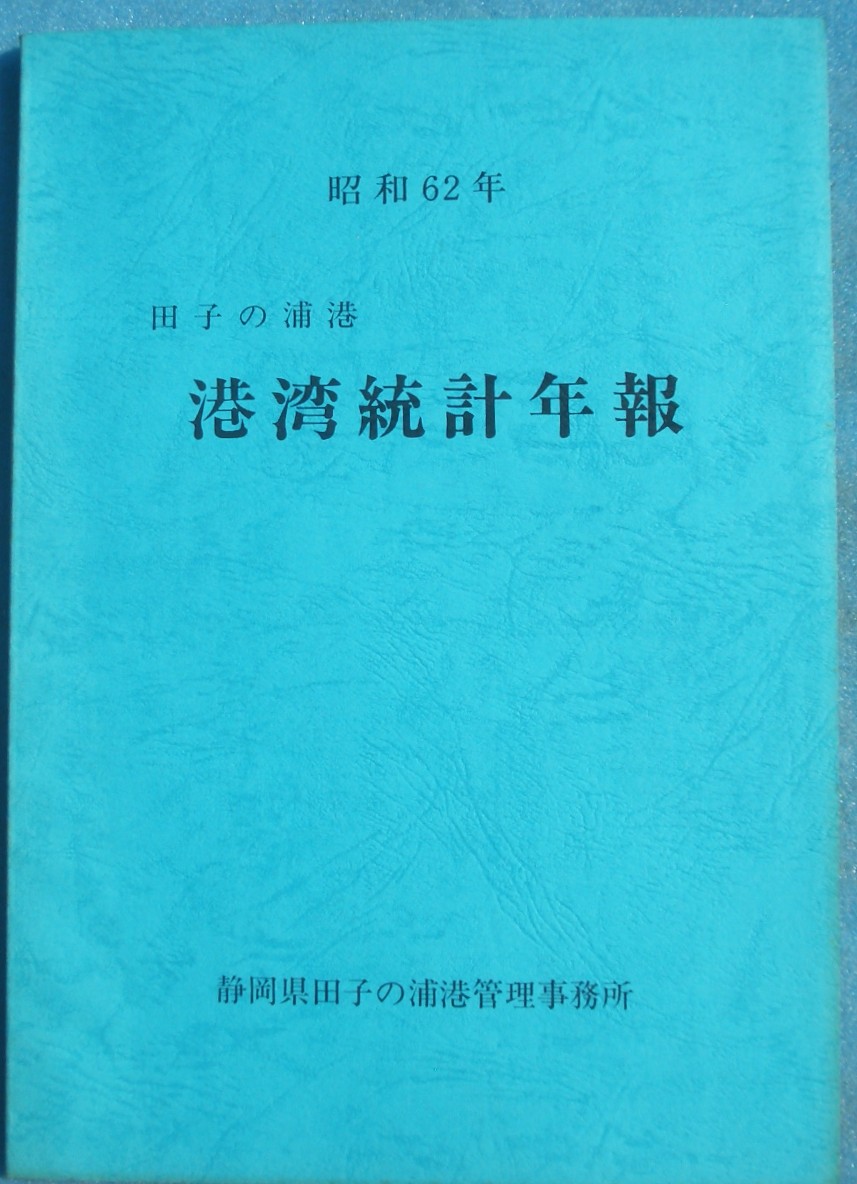 昭和62年
田子の浦港
港湾統計年報
静岡県田子の浦港管理事務所